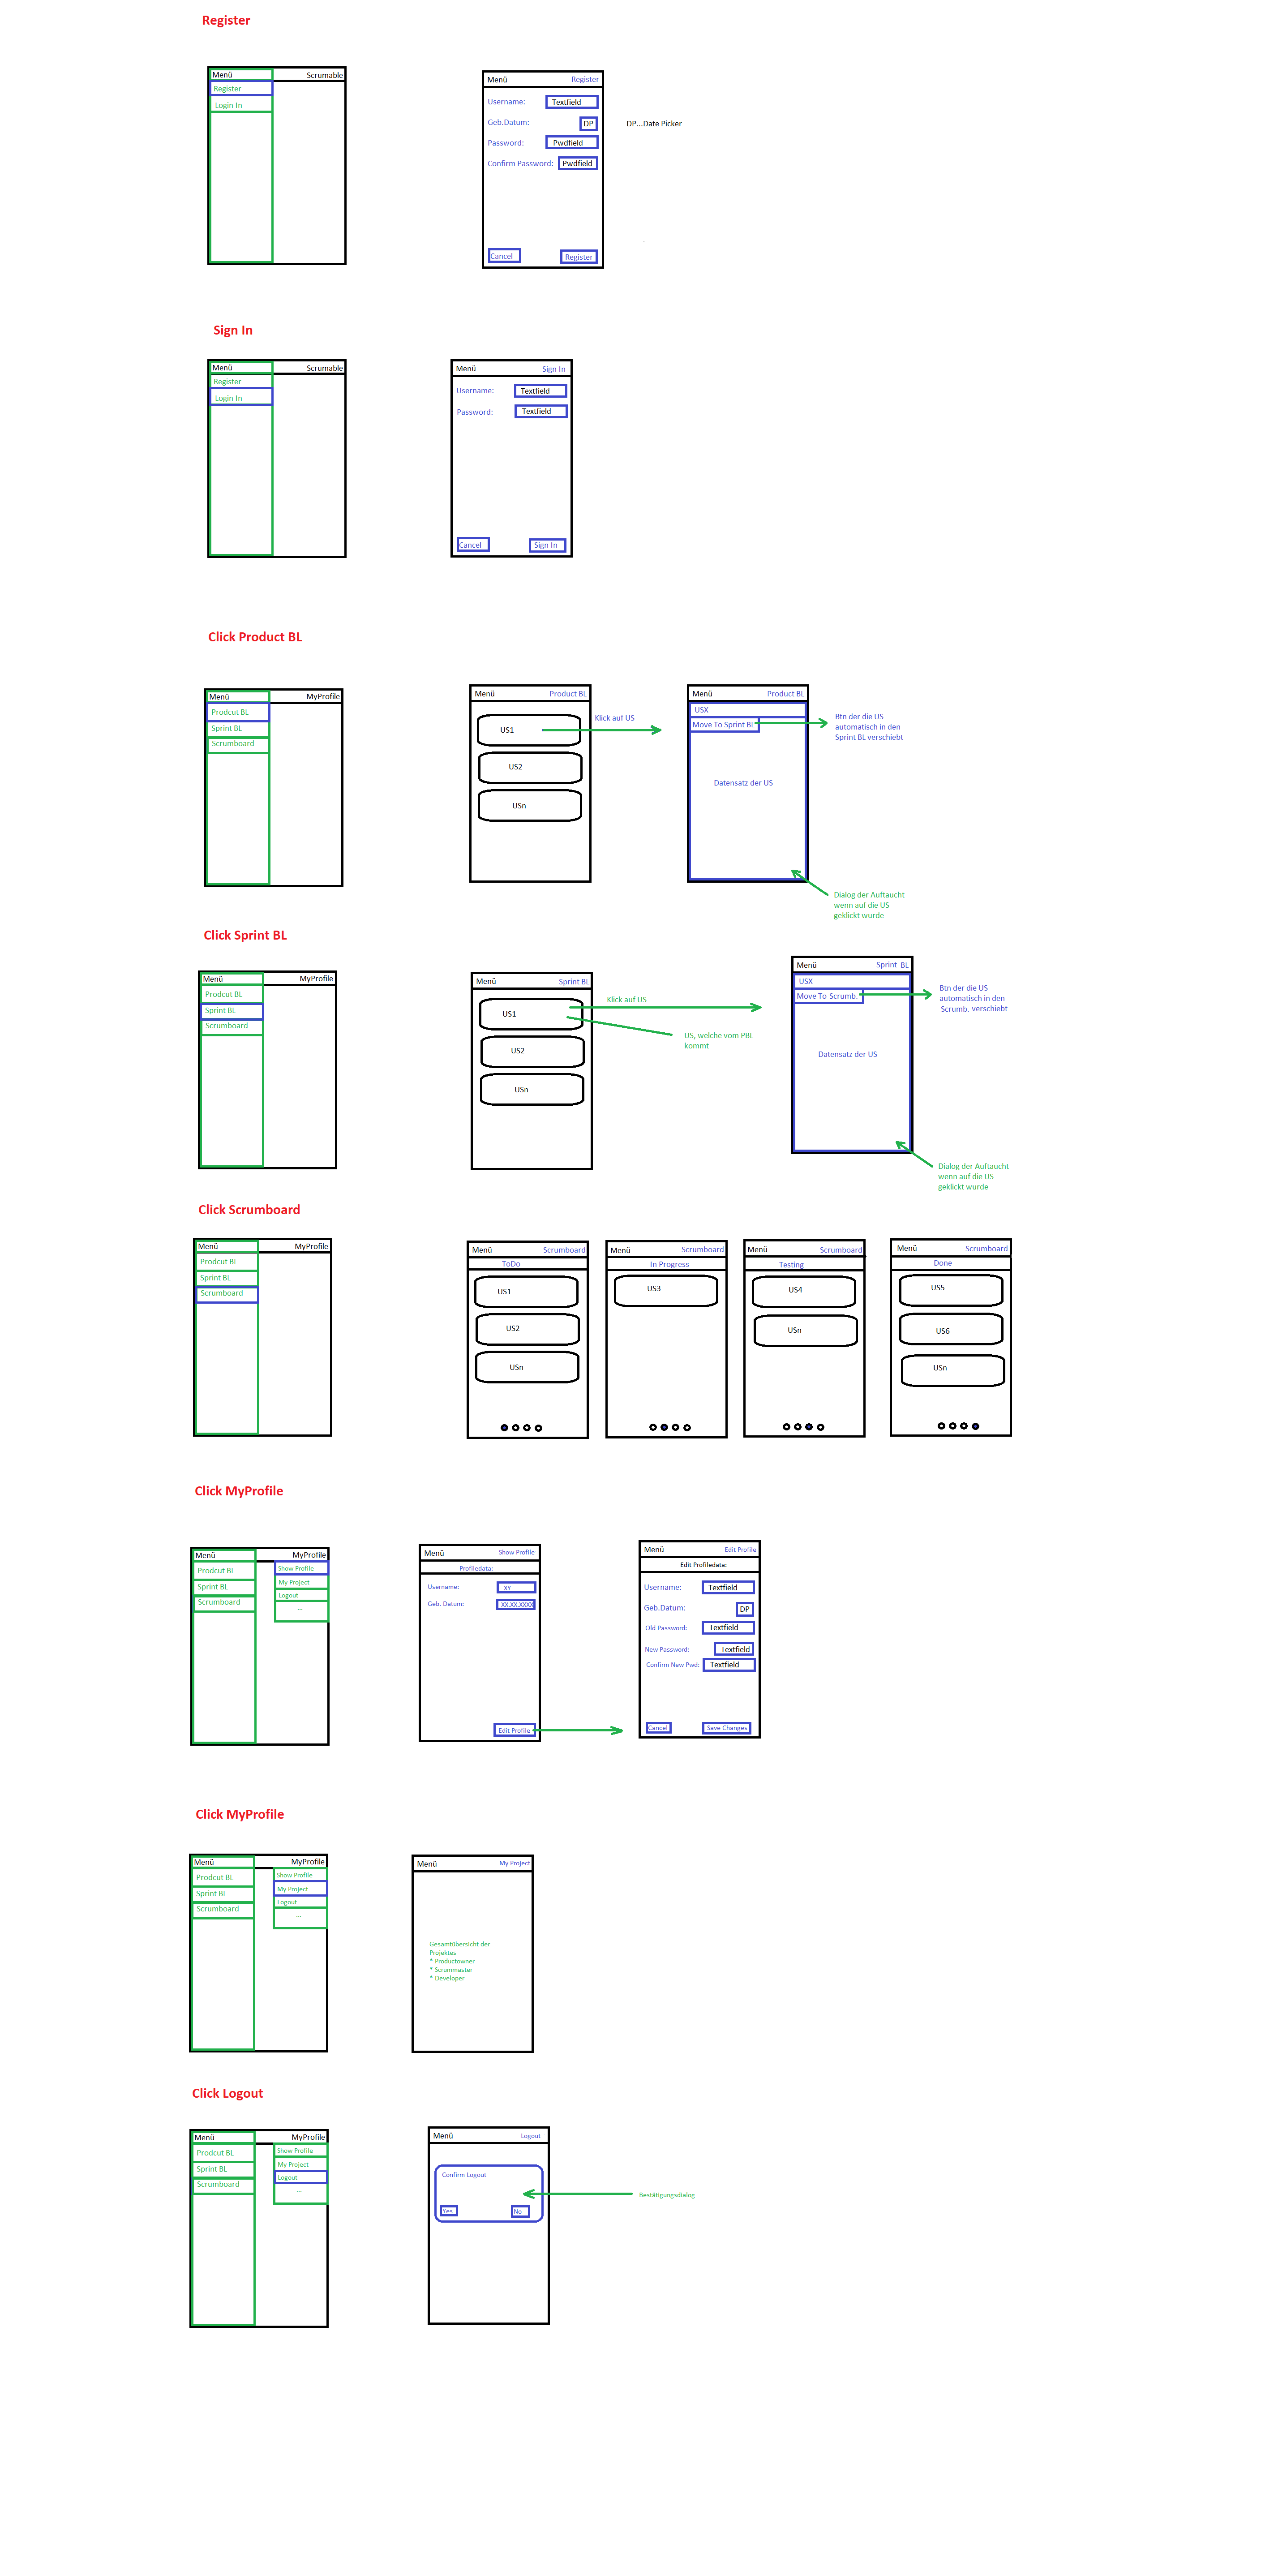 Register
Menü Scrumable
Register
Login In
Menü Register
Username: Textfield
Geb.Datum: DP
Password: Pwdfield
Confirm Password: Pwdfield
Cancel Register
DP...Date Picker
Sign In
Menü Scrumable
Register
Login In
Menü Sign In
Username: Textfield
Password: Textfield
Cancel Sign In
Click Product BL
Menü MyProfile
Prodcut BL
Sprint BL
Scrumboard
Menü Product BL
US1
US2
USn
Klick auf US
Menü Product BL
USX
Move To Sprint BL
Datensatz der US
Btn der die US
automatisch in den
Sprint BL verschiebt
Dialog der Auftaucht
wenn auf die US
geklickt wurde
Click Sprint BL
Menü MyProfile
Prodcut BL
Sprint BL
Scrumboard
Menü Sprint BL
US1
US2
USn
Klick auf US
US, welche vom PBL
kommt
Menü Sprint BL
USX
Move To Scrumb.
Datensatz der US
Btn der die US
automatisch in den
Scrumb. verschiebt
Dialog der Auftaucht
wenn auf die US
geklickt wurde
Click Scrumboard
Menü MyProfile
Prodcut BL
Sprint BL
Scrumboard
Menü Scrumboard
ToDo
US1
US2
USn
Menü Scrumboard
In Progress
US3
Menü Scrumboard
Testing
US4
USn
Menü Scrumboard
Done
US5
US6
USn
Click MyProfile
Menü MyProfile
Prodcut BL
Sprint BL
Scrumboard
Show Profile
My Project
Logout
...
Menü Show Profile
Profiledata:
Username: XY
Geb. Datum: XX.XX.XXXX
Edit Profile
Menü Edit Profile
Edit Profiledata:
Username: Textfield
Geb.Datum: DP
Old Password: Textfield
New Password: Textfield
Confirm New Pwd: Textfield
Cancel Save Changes
Click MyProfile
Menü MyProfile
Prodcut BL
Sprint BL
Scrumboard
Show Profile
My Project
Logout
...
Menü My Project
Gesamtübersicht der
Projektes
* Productowner
* Scrummaster
* Developer
Click Logout
Menü MyProfile
Prodcut BL
Sprint BL
Scrumboard
Show Profile
My Project
Logout
...
Menü Logout
Confirm Logout
Yes No
Bestätigungsdialog